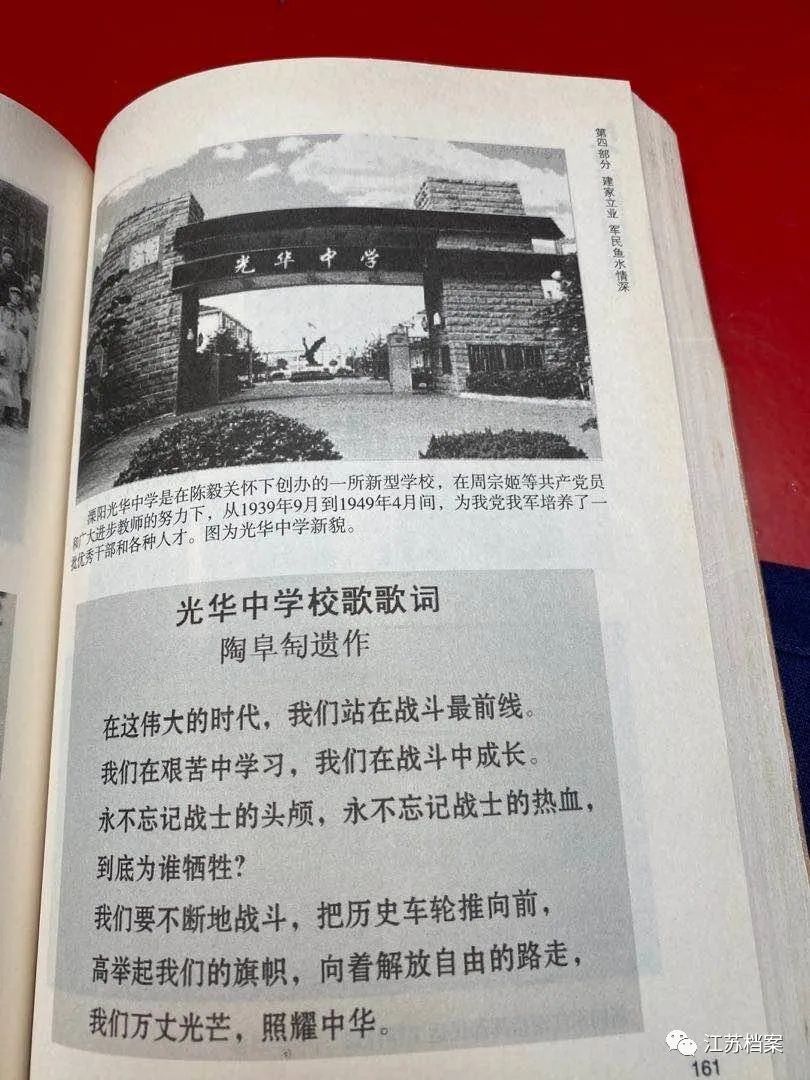 第四部分 建家立业 军民鱼水情深
光华中学
溧阳光华中学是在陈毅关怀下创办的一所新型学校，在周宗姬等共产党员
和广大进步教师的努力下，从1939年9月到1949年4月间，为我党我军培养了一
批优秀干部和各种人才。图为光华中学新貌。
光华中学校歌歌词
陶阜匋遗作
在这伟大的时代，我们站在战斗最前线。
我们在艰苦中学习，我们在战斗中成长。
永不忘记战士的头颅，永不忘记战士的热血，
到底为谁牺牲？
我们要不断地战斗，把历史车轮推向前，
高举起我们的旗帜，向着解放自由的路走，
我们万丈光芒，照耀中华。
161
江苏档案